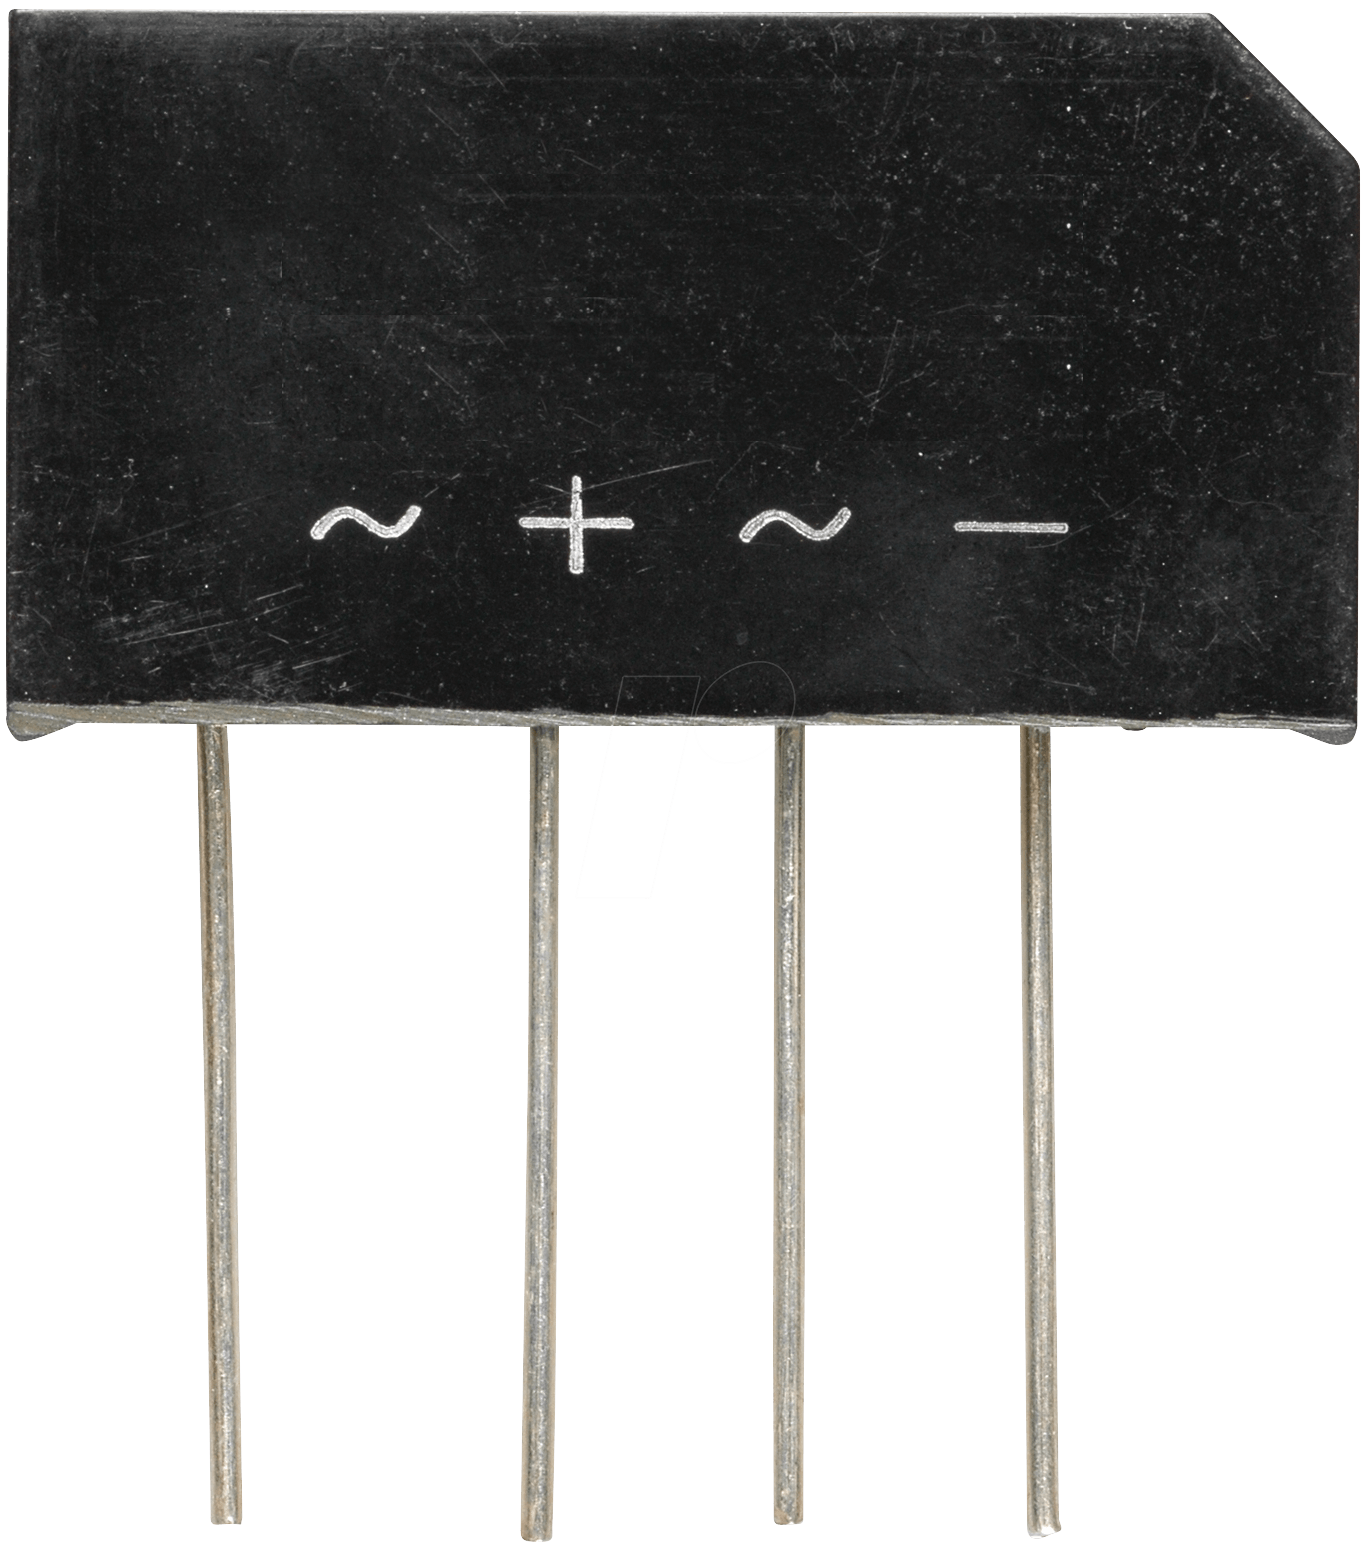 ~ + ~ −